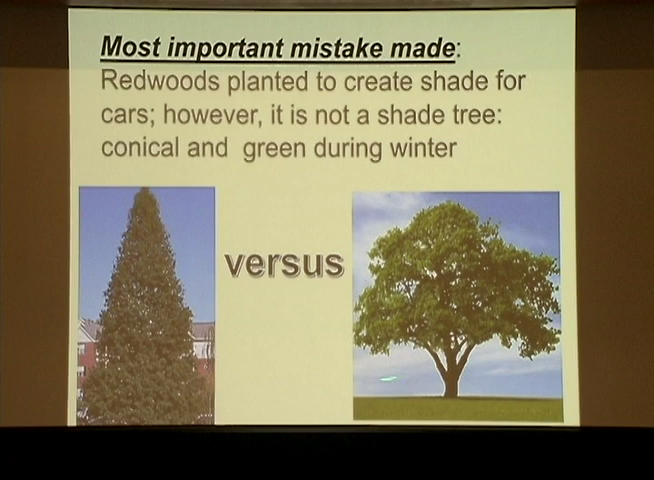 Most important mistake made:
Redwoods planted to create shade for
cars; however, it is not a shade tree:
conical and green during winter
versus